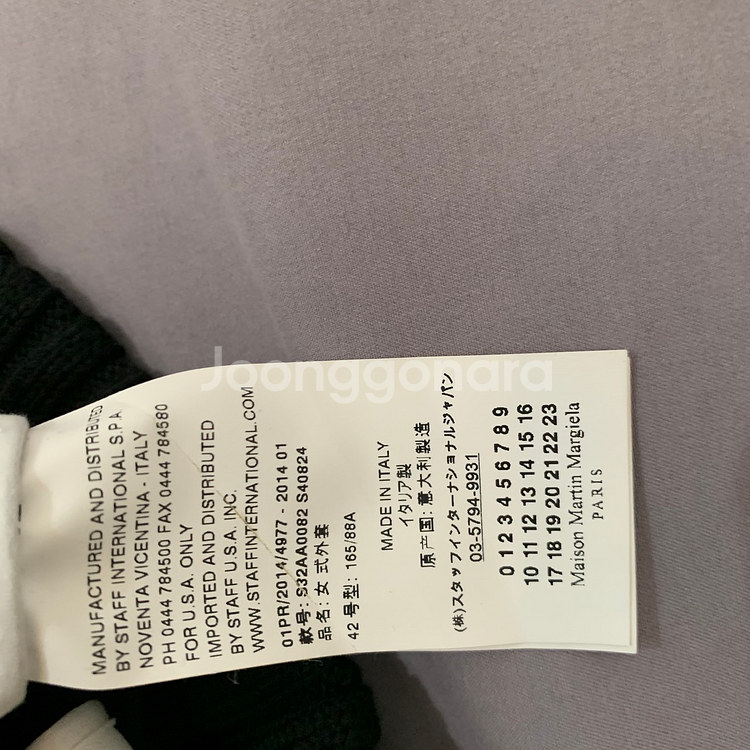 MANUFACTURED AND DISTRIBUTED
BY STAFF INTERNATIONAL S.P.A
NOVENTA VICENTINA - ITALY
PH 0444 784500 FAX 0444 784580
FOR U.S.A. ONLY
IMPORTED AND DISTRIBUTED
BY STAFF U.S.A. INC.
WWW.STAFFINTERNATIONAL.COM
01PR/2014/4977 - 2014 01
款号: S32AA0082 S40824
品名: 女式外套
42 号型: 165/88A
MADE IN ITALY
イタリア製
原产国: 意大利製造
(株)スタッフインターナショナルジャパン
03-5794-9931
0 1 2 3 4 5 6 7 8 9
10 11 12 13 14 15 16
17 18 19 20 21 22 23
Maison Martin Margiela
PARIS
Joonggonara